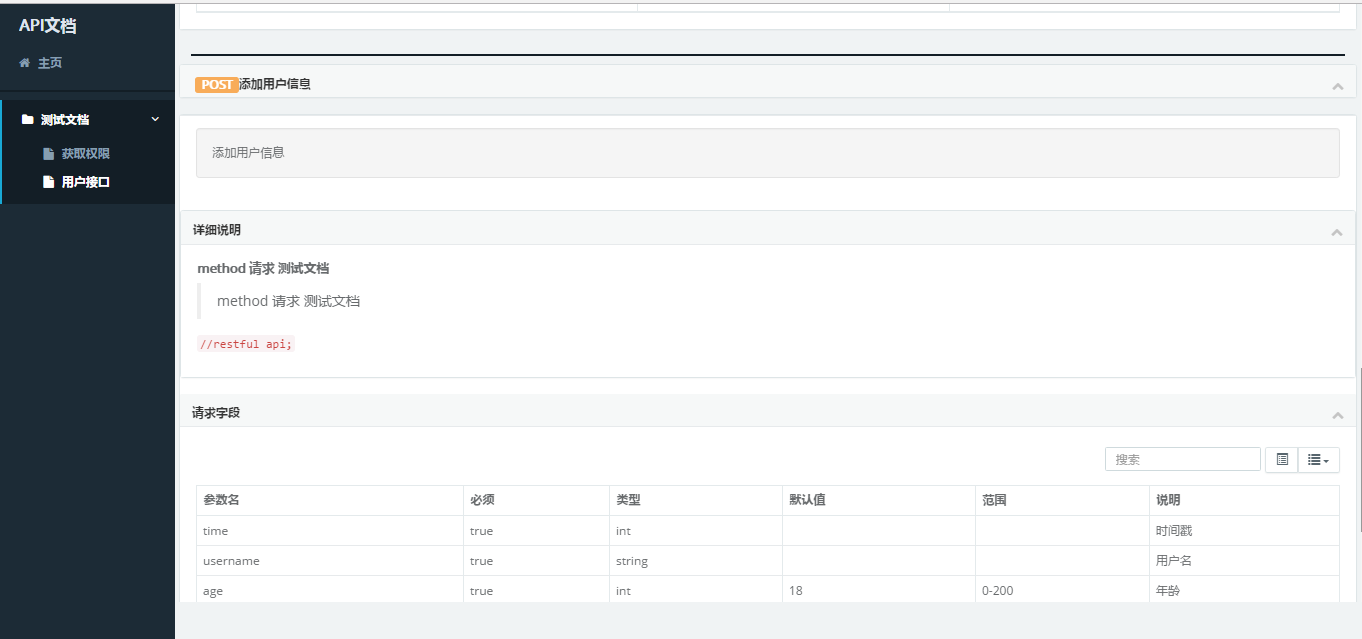 API文档
主页
测试文档
获取权限
用户接口
POST添加用户信息
添加用户信息
详细说明
method 请求 测试文档
method 请求 测试文档
//restful api;
请求字段
搜索
参数名 必须 类型 默认值 范围 说明
time true int 时间戳
username true string 用户名
age true int 18 0-200 年龄